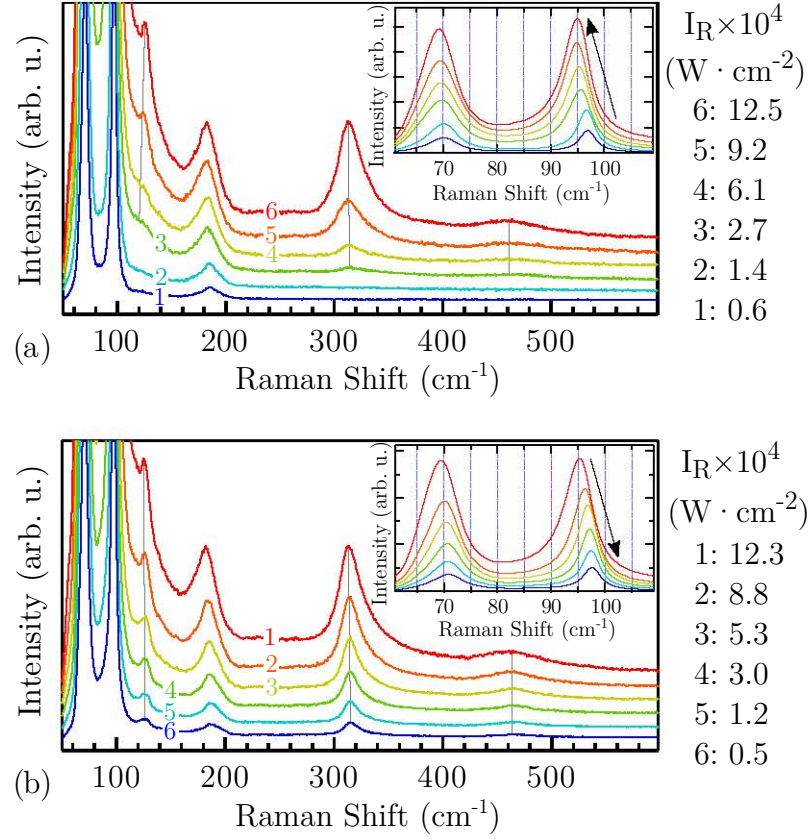 Intensity (arb. u.)
6
5
4
3
2
1
100 200 300 400 500
Raman Shift (cm-1)
(a)
Intensity (arb. u.)
70 80 90 100
Raman Shift (cm-1)
IR×10⁴
(W · cm-2)
6: 12.5
5: 9.2
4: 6.1
3: 2.7
2: 1.4
1: 0.6
Intensity (arb. u.)
1
2
3
4
5
6
100 200 300 400 500
Raman Shift (cm-1)
(b)
Intensity (arb. u.)
70 80 90 100
Raman Shift (cm-1)
IR×10⁴
(W · cm-2)
1: 12.3
2: 8.8
3: 5.3
4: 3.0
5: 1.2
6: 0.5